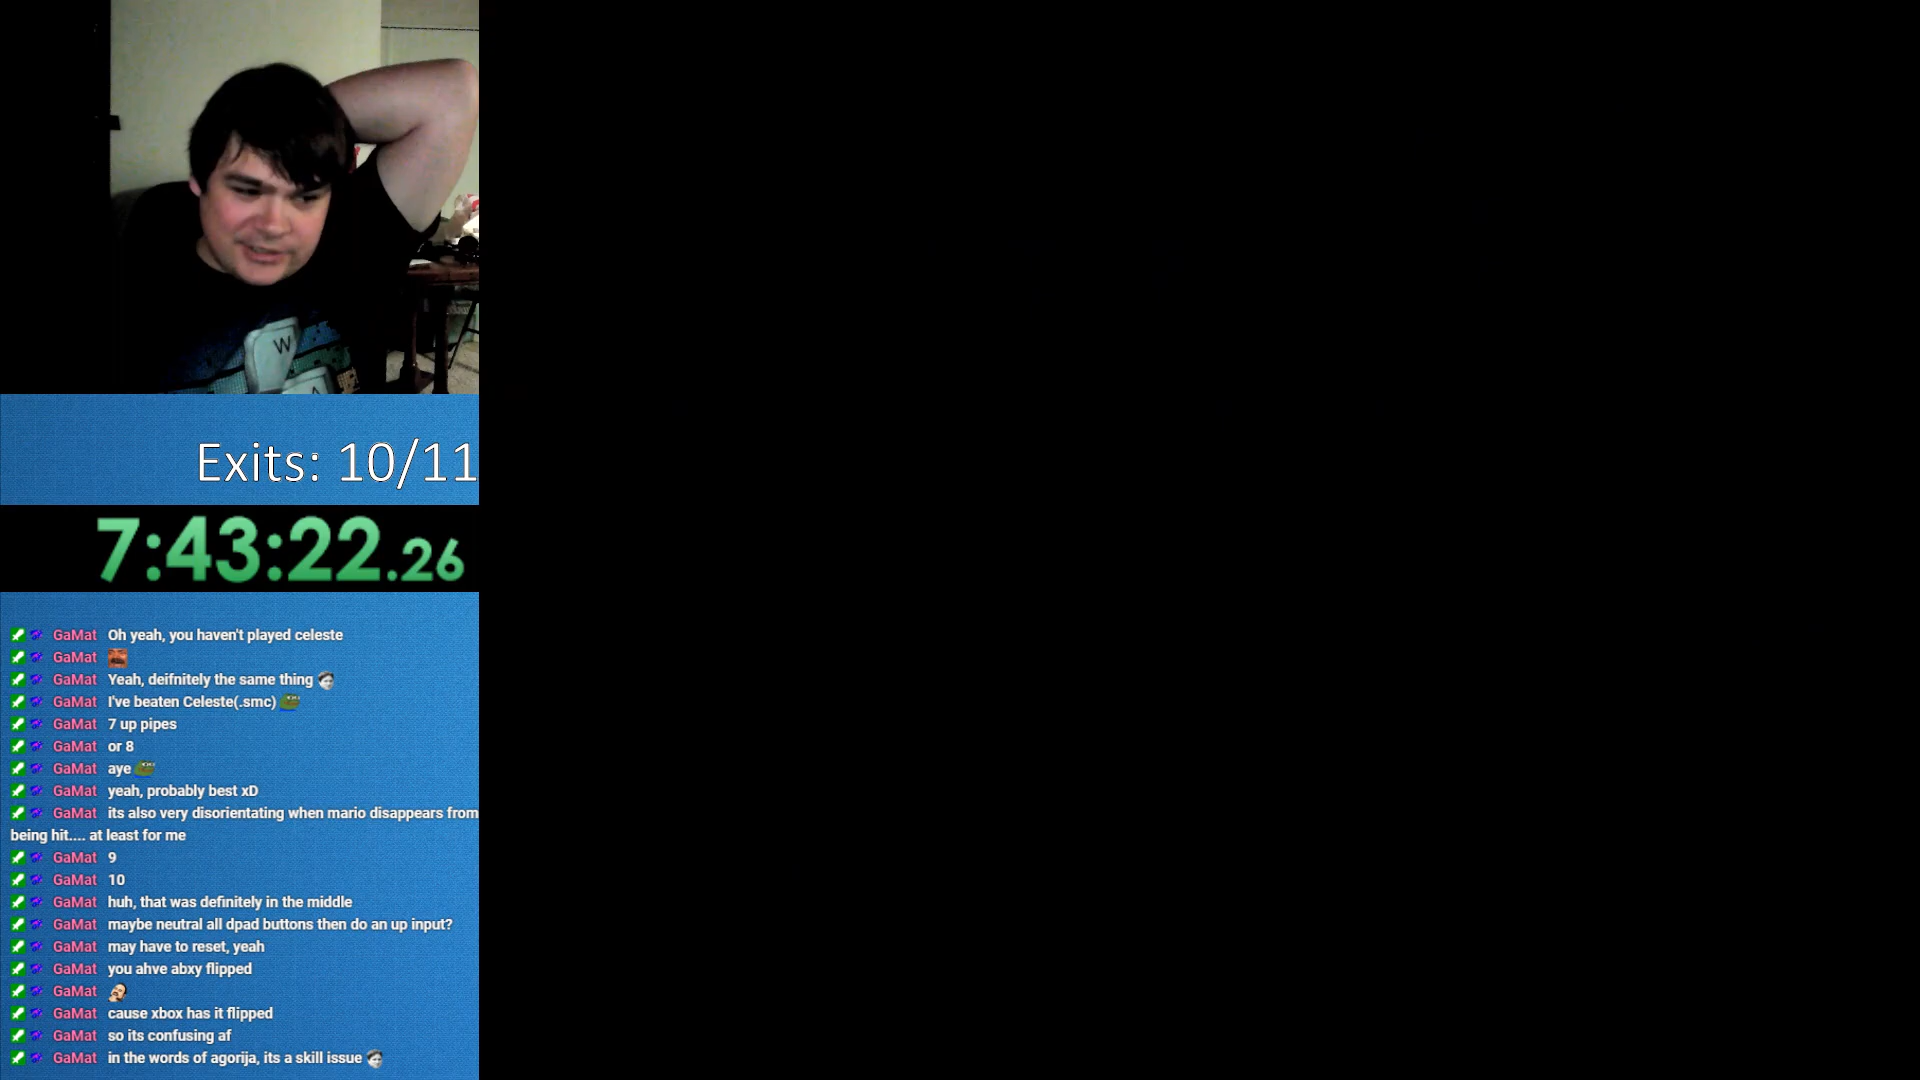 W
A
Exits: 10/11
7:43:22.26
GaMat Oh yeah, you haven't played celeste
GaMat
GaMat Yeah, deifnitely the same thing
GaMat I've beaten Celeste(.smc)
GaMat 7 up pipes
GaMat or 8
GaMat aye
GaMat yeah, probably best xD
GaMat its also very disorientating when mario disappears from
being hit.... at least for me
GaMat 9
GaMat 10
GaMat huh, that was definitely in the middle
GaMat maybe neutral all dpad buttons then do an up input?
GaMat may have to reset, yeah
GaMat you ahve abxy flipped
GaMat
GaMat cause xbox has it flipped
GaMat so its confusing af
GaMat in the words of agorija, its a skill issue